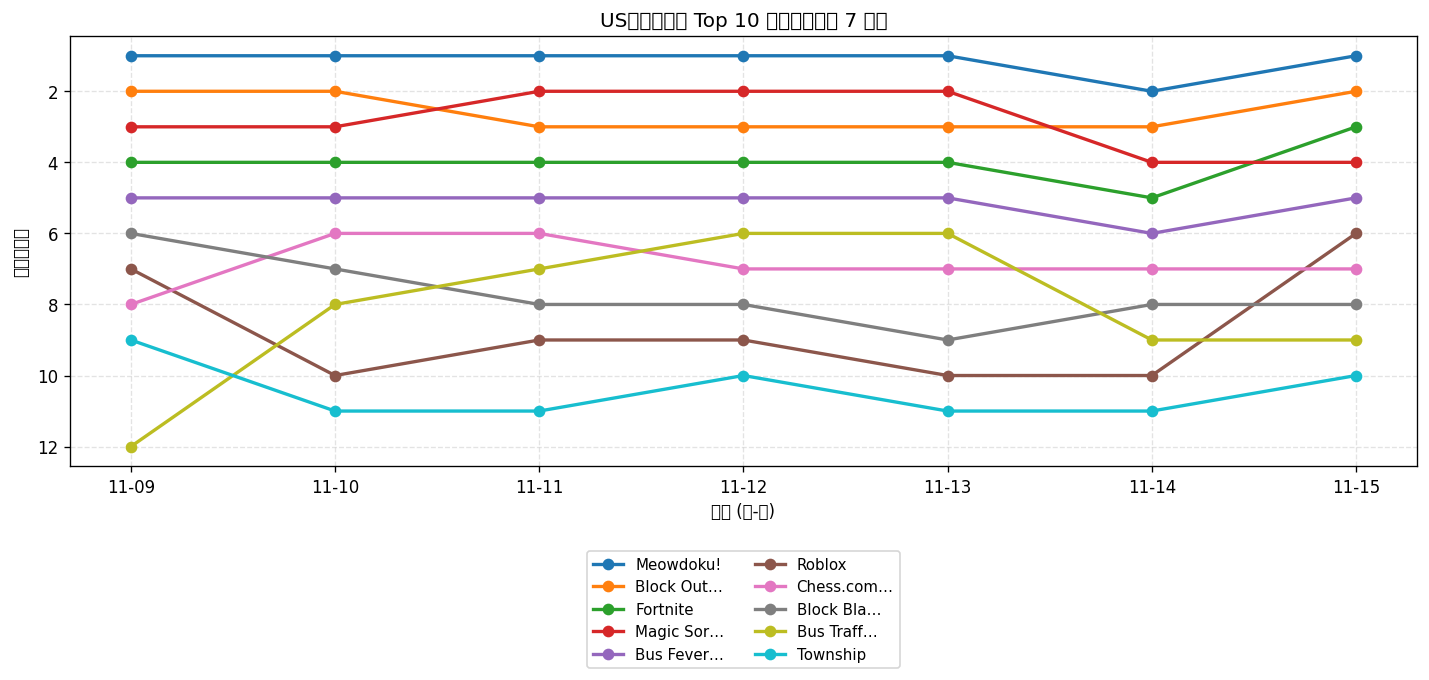 US Top 10 7
2
4
6
8
10
12
11-09 11-10 11-11 11-12 11-13 11-14 11-15
( - )
Meowdoku! Roblox
Block Out... Chess.com...
Fortnite Block Bla...
Magic Sor... Bus Traff...
Bus Fever... Township